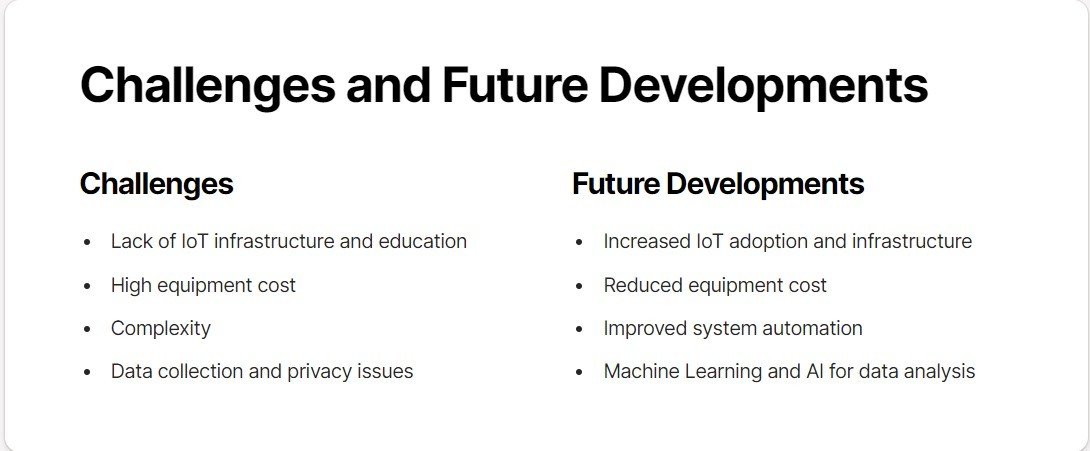 Challenges and Future Developments
Challenges
• Lack of IoT infrastructure and education
• High equipment cost
• Complexity
• Data collection and privacy issues
Future Developments
• Increased IoT adoption and infrastructure
• Reduced equipment cost
• Improved system automation
• Machine Learning and AI for data analysis